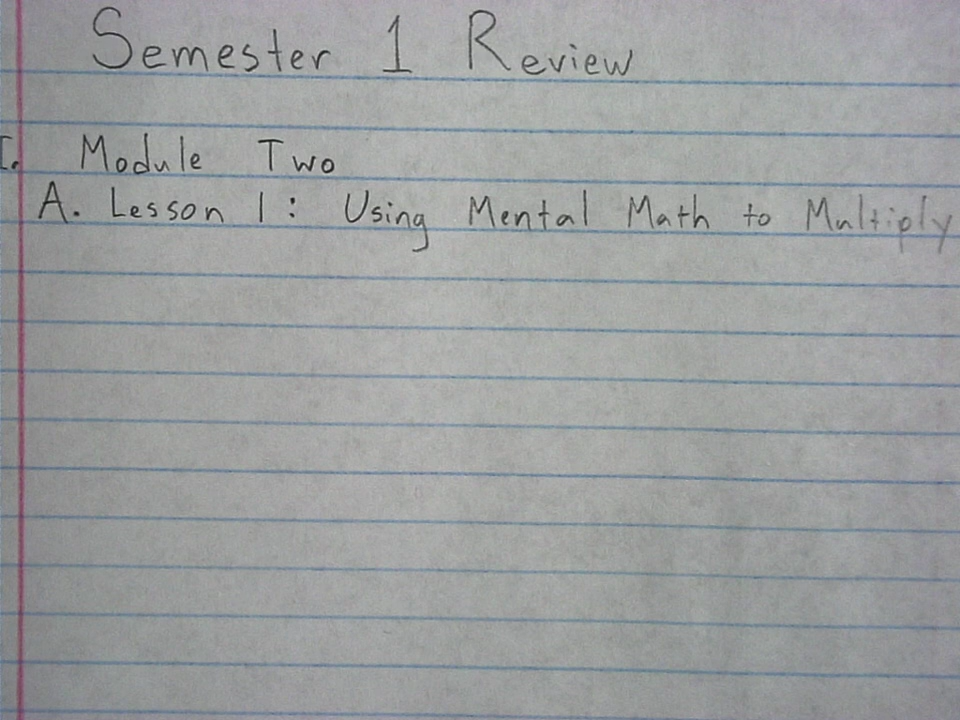 Semester 1 Review
I. Module Two
A. Lesson 1: Using Mental Math to Multiply